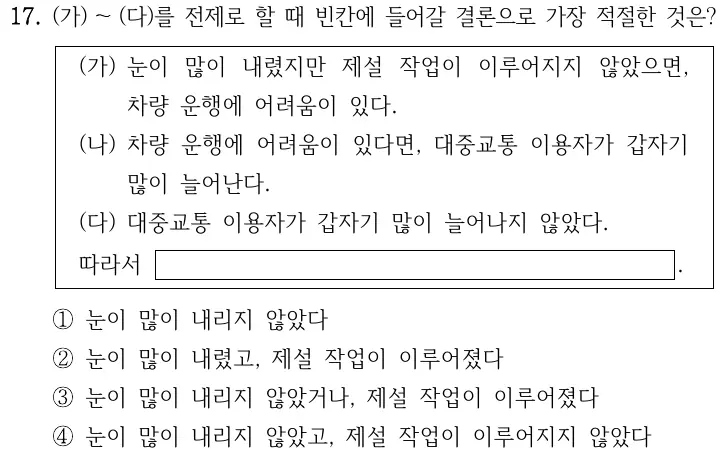 17. (가) ~ (다)를 전제로 할 때 빈칸에 들어갈 결론으로 가장 적절한 것은?
(가) 눈이 많이 내렸지만 제설 작업이 이루어지지 않았으면,
차량 운행에 어려움이 있다.
(나) 차량 운행에 어려움이 있다면, 대중교통 이용자가 갑자기
많이 늘어난다.
(다) 대중교통 이용자가 갑자기 많이 늘어나지 않았다.
따라서 .
① 눈이 많이 내리지 않았다
② 눈이 많이 내렸고, 제설 작업이 이루어졌다
③ 눈이 많이 내리지 않았거나, 제설 작업이 이루어졌다
④ 눈이 많이 내리지 않았고, 제설 작업이 이루어지지 않았다